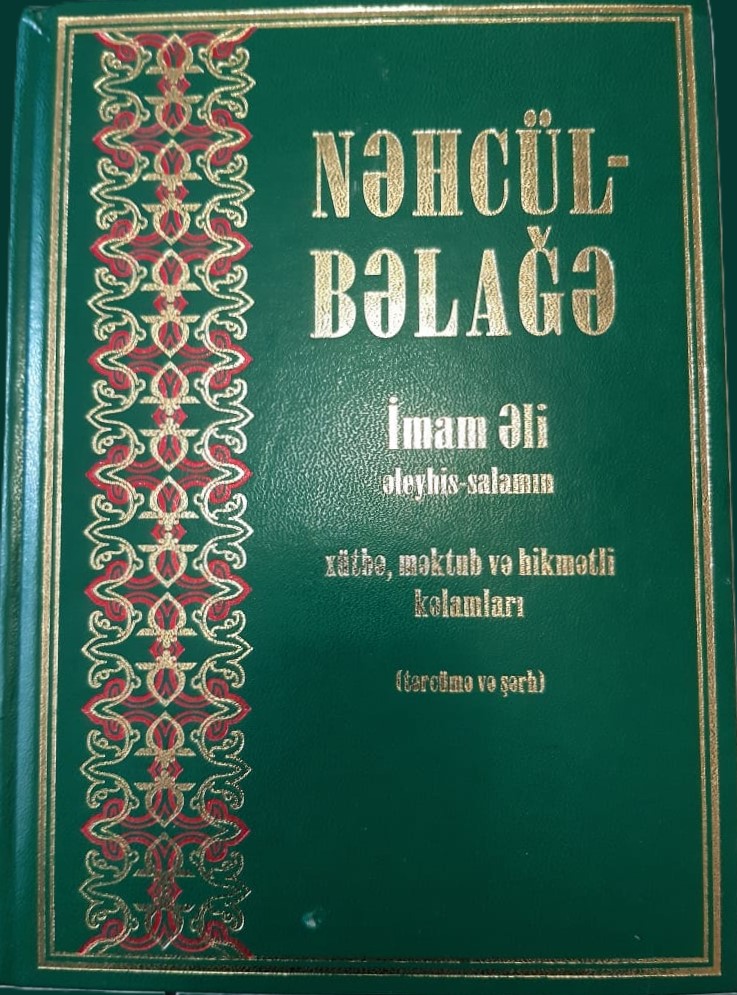 NƏHCÜL-
BƏLAĞƏ
İmam Əli
əleyhis-salamın
xütbə, məktub və hikmətli
kəlamları
(tərcümə və şərh)